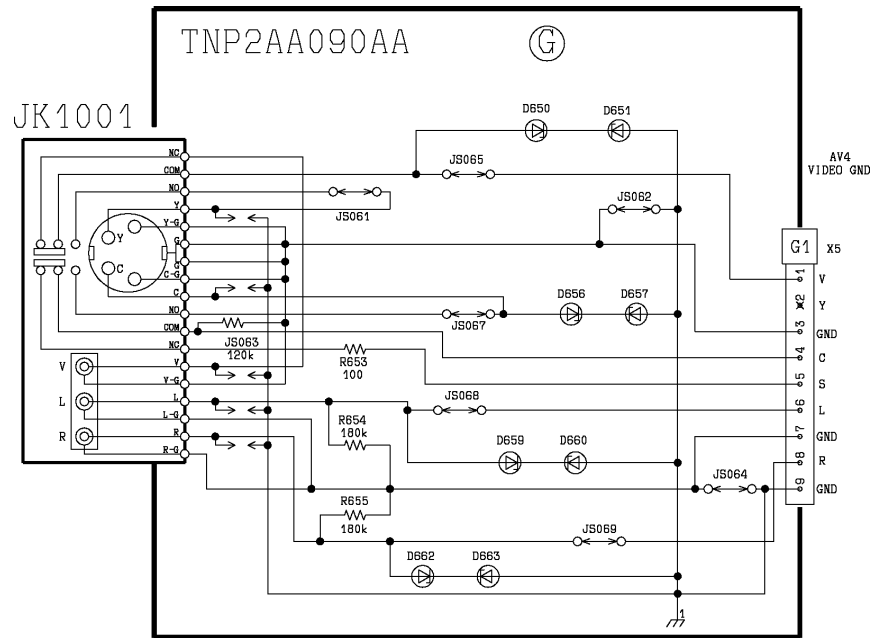 TNP2AA090AA G
JK1001
D650 D651
NC
COM
JS065
AV4
VIDEO GND
NO
JS061
JS062
Y
Y-G
G
G
C-G
C
Y
C
G1 X5
1 V
2 Y
3 GND
4 C
5 S
6 L
7 GND
8 R
9 GND
D656 D657
NO
JS067
COM
JS063
120k
NC
R653
100
V V
V-G
JS068
L L
L-G
R654
180k
R R
R-G
D659 D660
JS064
R655
180k
JS069
D662 D663
1